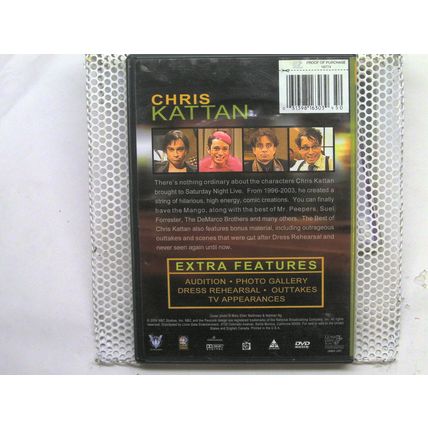 PROOF OF PURCHASE
CHRIS
KATTAN
There's nothing ordinary about the characters Chris Kattan
brought to Saturday Night Live. From 1996-2003, he created a
string of hilarious, high energy, comic creations. You can finally
have the Mango, along with the best of Mr. Peepers, Suel
Forrester, The DeMarco Brothers and many others. The Best of
Chris Kattan also features bonus material, including outrageous
outtakes and scenes that were cut after Dress Rehearsal and
never seen again until now.
EXTRA FEATURES
AUDITION • PHOTO GALLERY
DRESS REHEARSAL • OUTTAKES
TV APPEARANCES
DVD